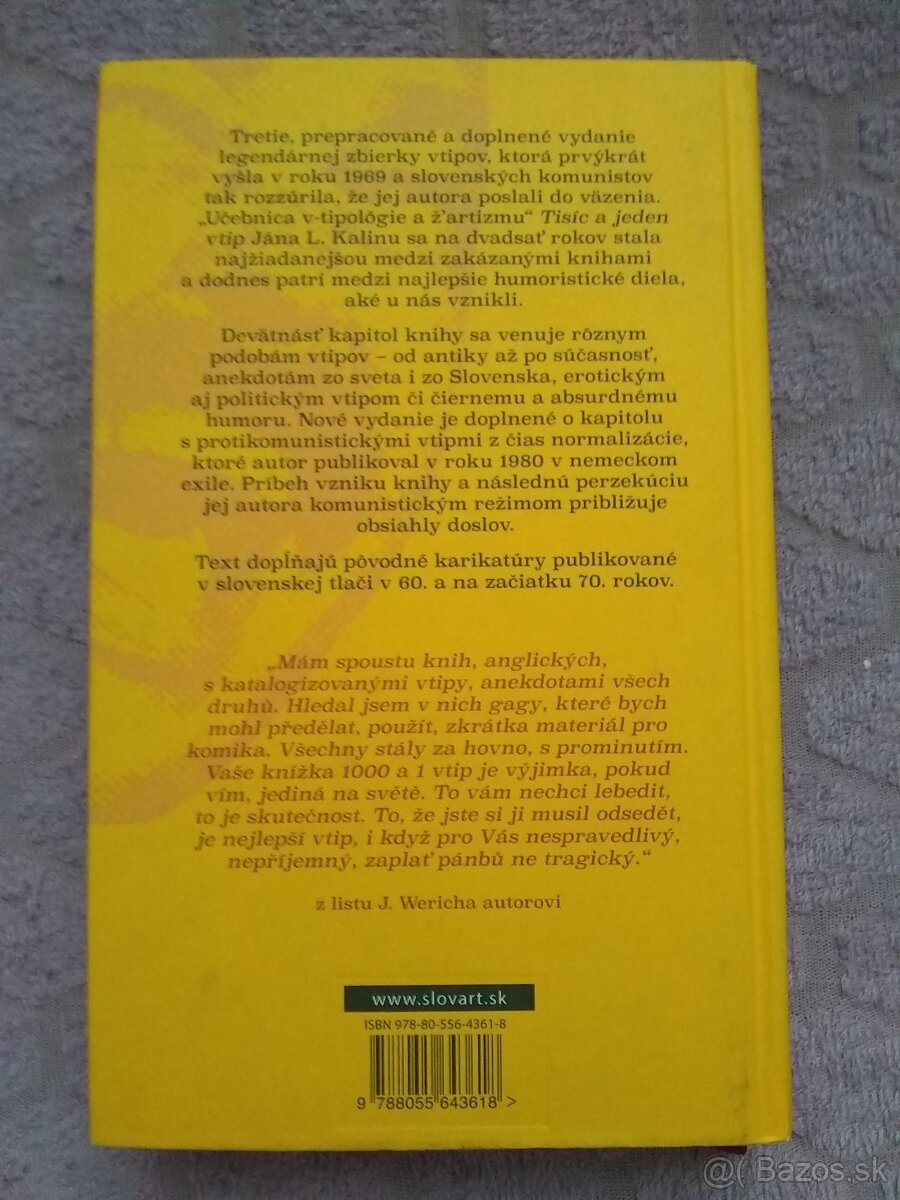 Tretie, prepracované a doplnené vydanie
legendárnej zbierky vtipov, ktorá prvýkrát
vyšla v roku 1969 a slovenských komunistov
tak rozzúrila, že jej autora poslali do väzenia.
„Učebnica v-tipológie a ž'artizmu“ Tisíc a jeden
vtip Jána L. Kalinu sa na dvadsať rokov stala
najžiadanejšou medzi zakázanými knihami
a dodnes patrí medzi najlepšie humoristické diela,
aké u nás vznikli.
Devätnásť kapitol knihy sa venuje rôznym
podobám vtipov – od antiky až po súčasnosť,
anekdotám zo sveta i zo Slovenska, erotickým
aj politickým vtipom či čiernemu a absurdnému
humoru. Nové vydanie je doplnené o kapitolu
s protikomunistickými vtipmi z čias normalizácie,
ktoré autor publikoval v roku 1980 v nemeckom
exile. Príbeh vzniku knihy a následnú perzekúciu
jej autora komunistickým režimom približuje
obsiahly doslov.
Text dopĺňajú pôvodné karikatúry publikované
v slovenskej tlači v 60. a na začiatku 70. rokov.
„Mám spoustu knih, anglických,
s katalogizovanými vtipy, anekdotami všech
druhů. Hledal jsem v nich gagy, které bych
mohl předělat, použít, zkrátka materiál pro
komika. Všechny stály za hovno, s prominutím.
Vaše knížka 1000 a 1 vtip je výjimka, pokud
vím, jediná na světě. To vám nechci lebedit,
to je skutečnost. To, že jste si ji musil odsedět,
je nejlepší vtip, i když pro Vás nespravedlivý,
nepříjemný, zaplať pánbů ne tragický.“
z listu J. Wericha autorovi
www.slovart.sk
ISBN 978-80-556-4361-8
9 788055 643618 >
@ Bazos.sk